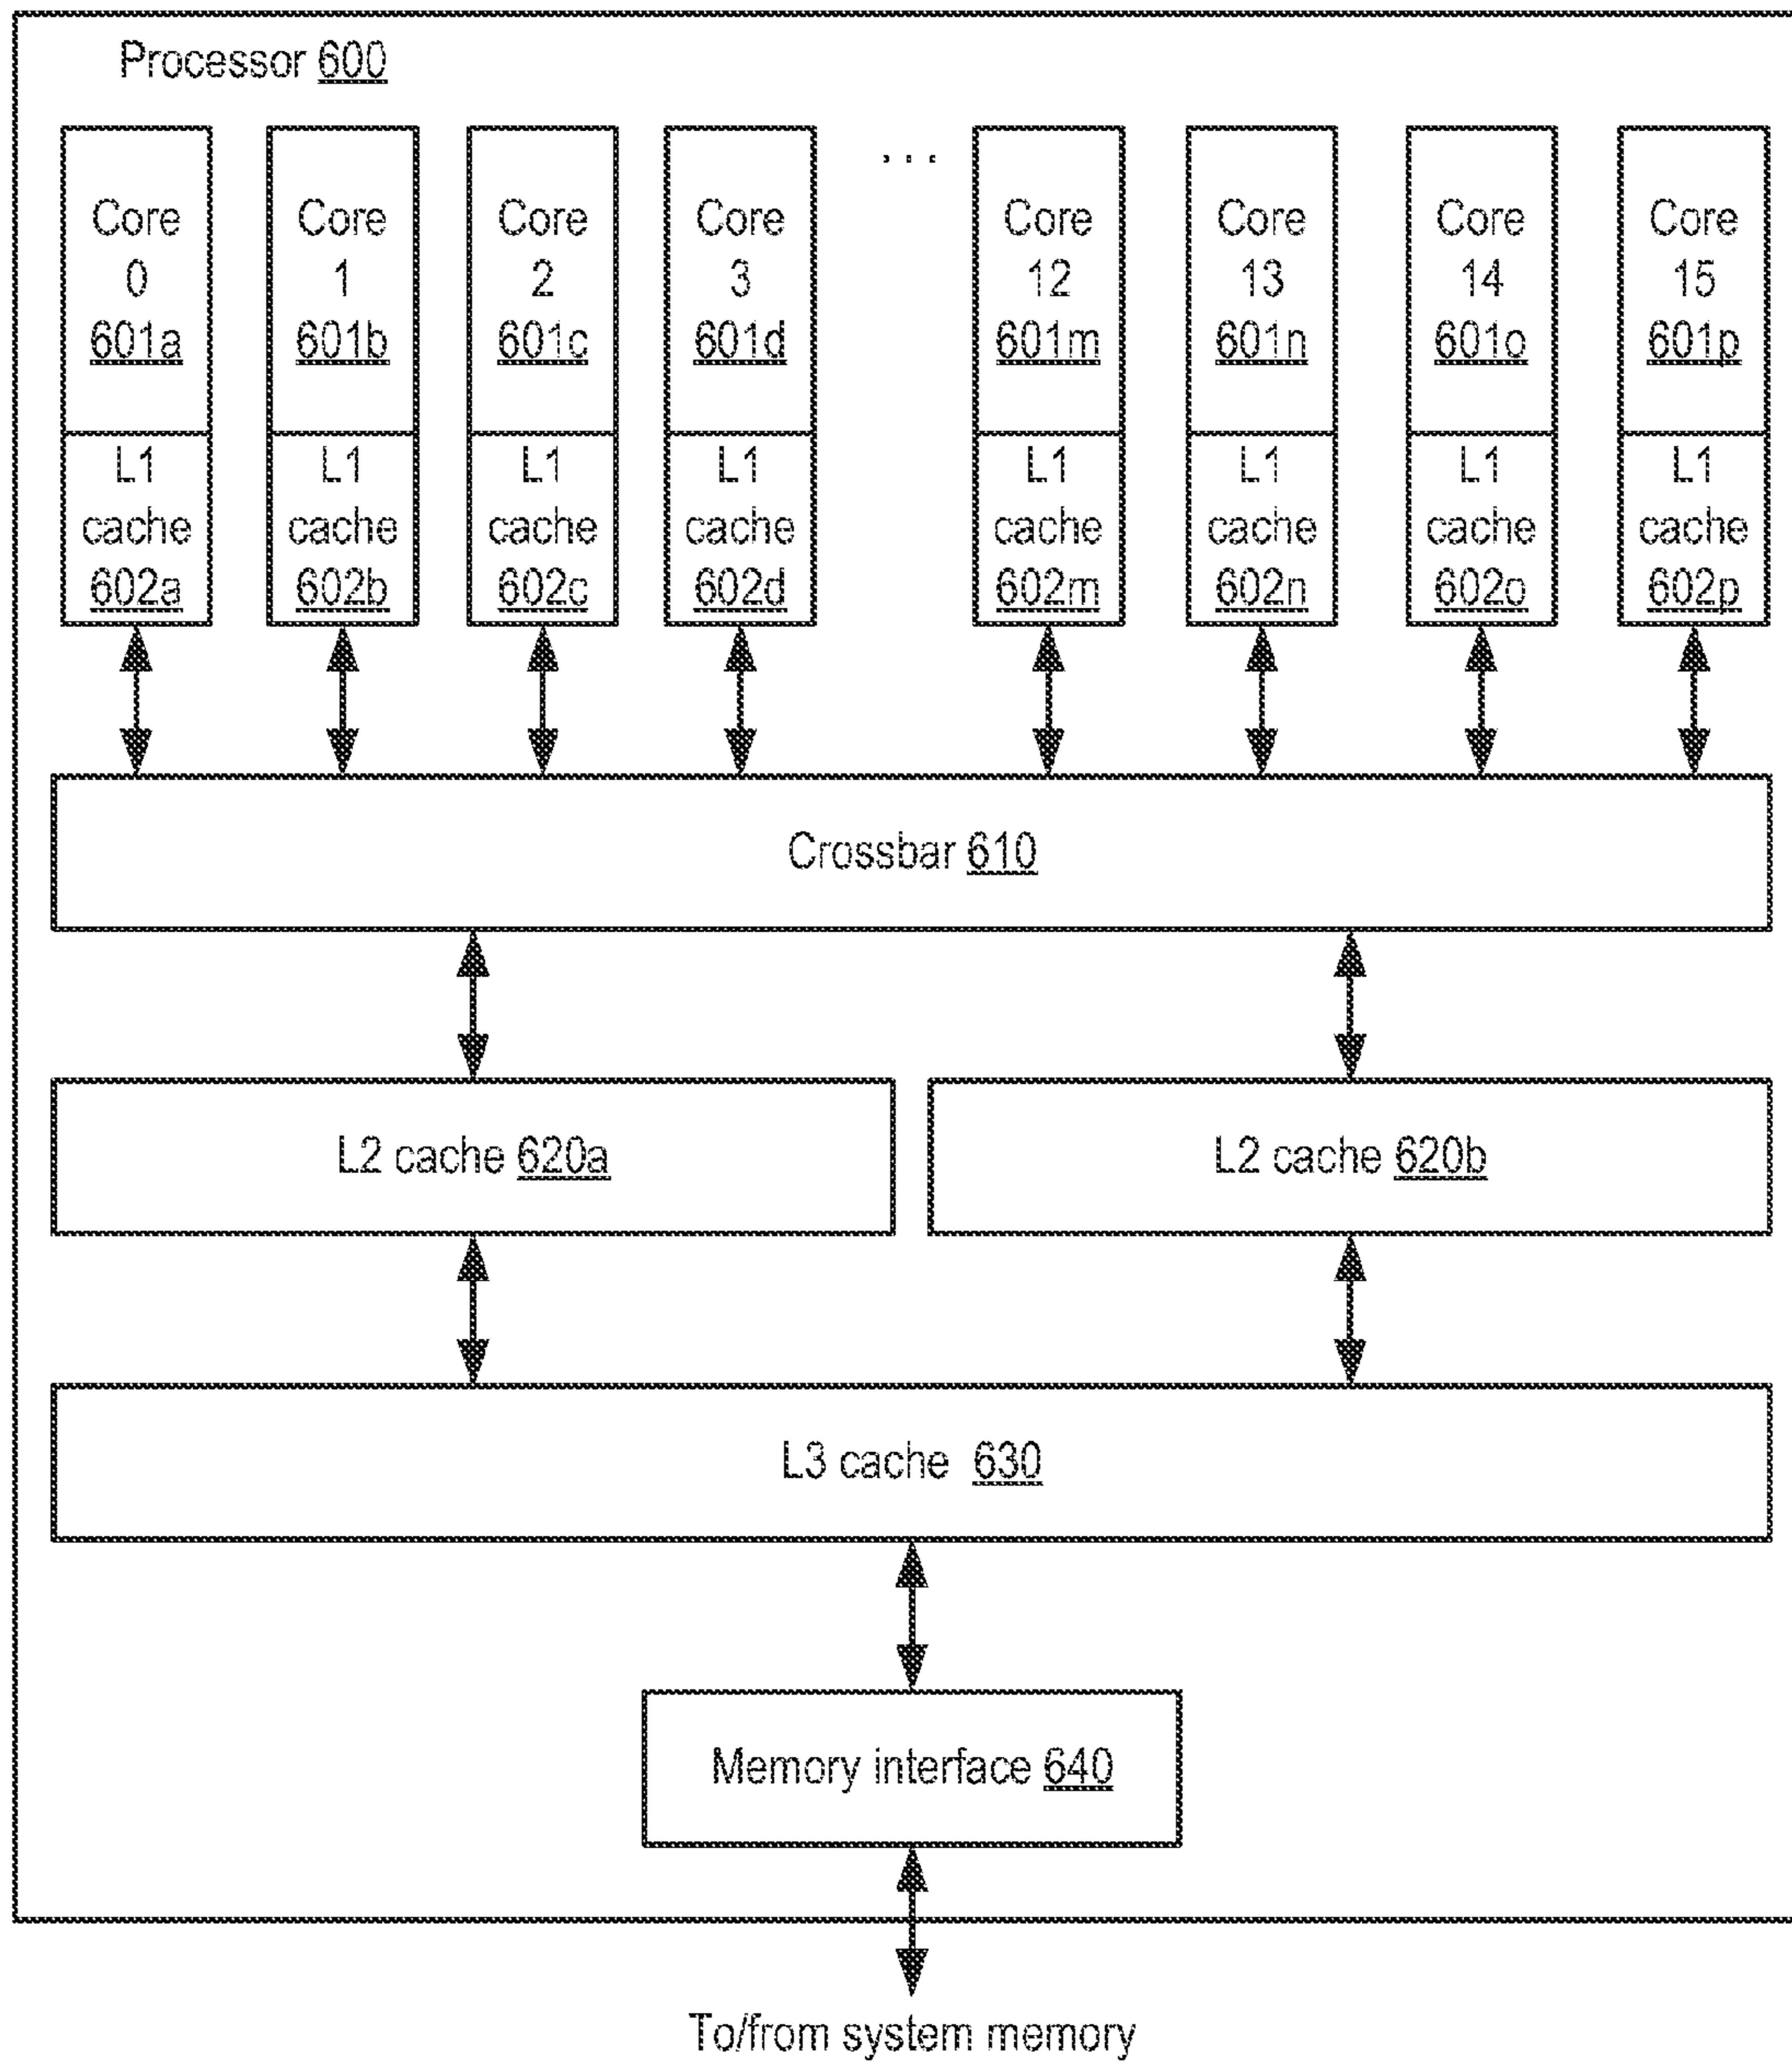 Processor 600
Core
0
601a
Core
1
601b
Core
2
601c
Core
3
601d
...
Core
12
601m
Core
13
601n
Core
14
601o
Core
15
601p
L1
cache
602a
L1
cache
602b
L1
cache
602c
L1
cache
602d
L1
cache
602m
L1
cache
602n
L1
cache
602o
L1
cache
602p
Crossbar 610
L2 cache 620a
L2 cache 620b
L3 cache 630
Memory interface 640
To/from system memory